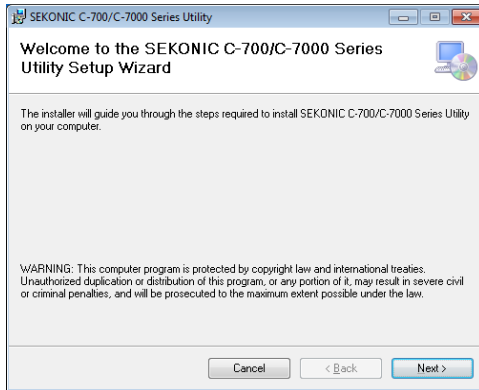 SEKONIC C-700/C-7000 Series Utility
Welcome to the SEKONIC C-700/C-7000 Series
Utility Setup Wizard
The installer will guide you through the steps required to install SEKONIC C-700/C-7000 Series Utility
on your computer.
WARNING: This computer program is protected by copyright law and international treaties.
Unauthorized duplication or distribution of this program, or any portion of it, may result in severe civil
or criminal penalties, and will be prosecuted to the maximum extent possible under the law.
Cancel < Back Next >